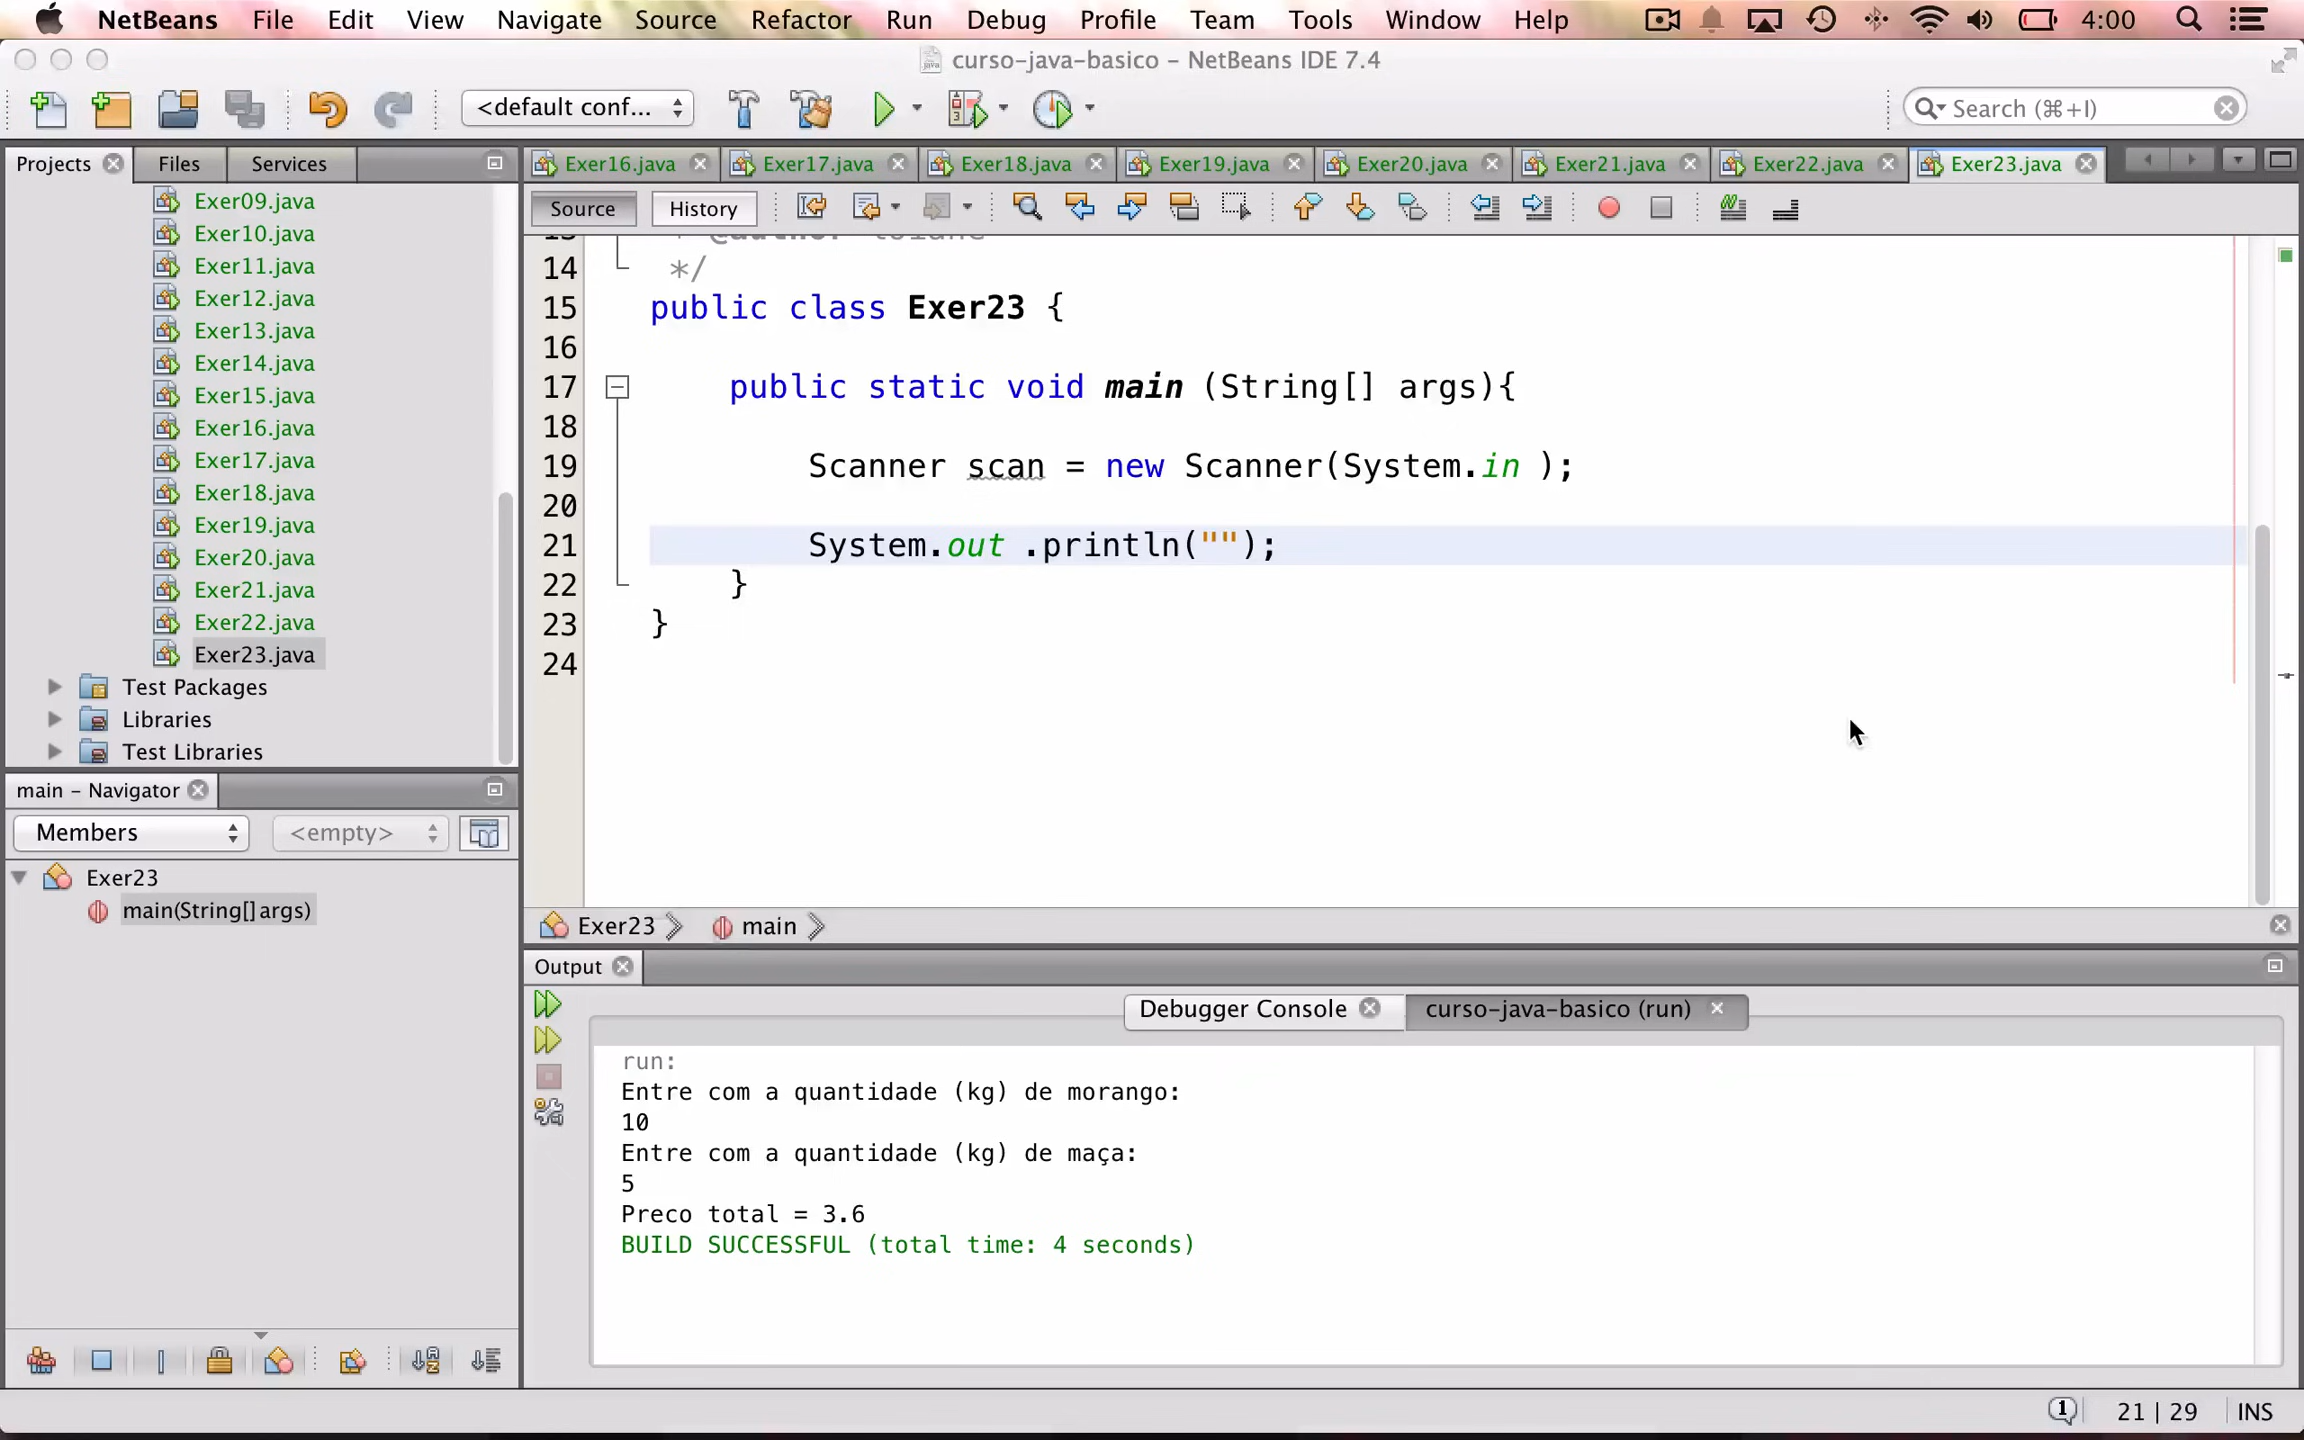 NetBeans File Edit View Navigate Source Refactor Run Debug Profile Team Tools Window Help 4:00
curso-java-basico - NetBeans IDE 7.4
<default conf... Search (⌘+I)
Projects Files Services
Exer16.java Exer17.java Exer18.java Exer19.java Exer20.java Exer21.java Exer22.java Exer23.java
Source History
Exer09.java
Exer10.java
Exer11.java
Exer12.java
Exer13.java
Exer14.java
Exer15.java
Exer16.java
Exer17.java
Exer18.java
Exer19.java
Exer20.java
Exer21.java
Exer22.java
Exer23.java
Test Packages
Libraries
Test Libraries
14 */
15 public class Exer23 {
16
17 public static void main (String[] args){
18
19 Scanner scan = new Scanner(System.in );
20
21 System.out .println("");
22 }
23 }
24
main - Navigator
Members <empty>
Exer23
main(String[] args)
Exer23 main
Output
Debugger Console curso-java-basico (run)
run:
Entre com a quantidade (kg) de morango:
10
Entre com a quantidade (kg) de maça:
5
Preco total = 3.6
BUILD SUCCESSFUL (total time: 4 seconds)
1 21 | 29 INS